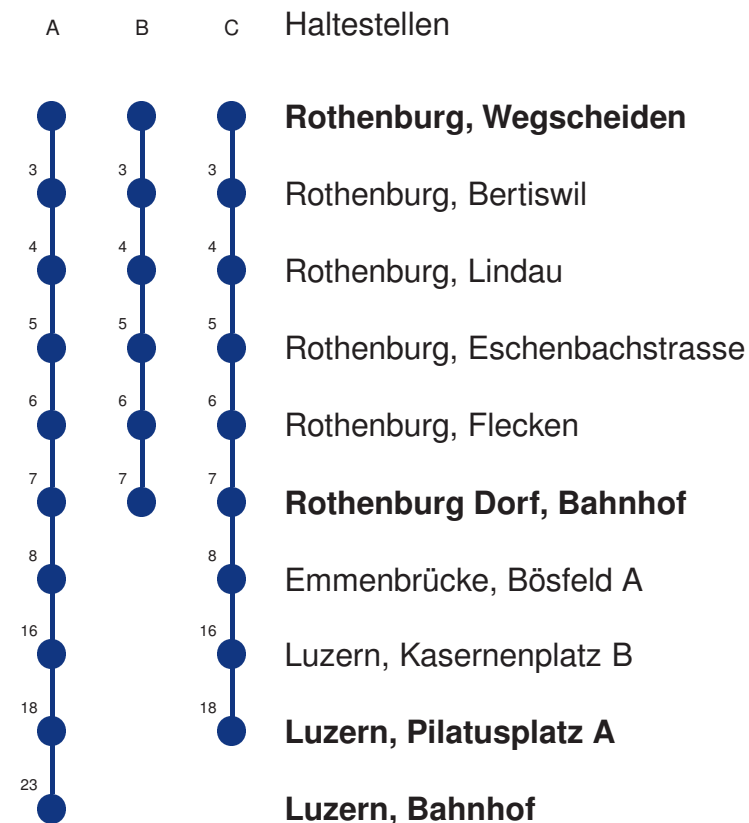 A B C Haltestellen
Rothenburg, Wegscheiden
3 3 3 Rothenburg, Bertiswil
4 4 4 Rothenburg, Lindau
5 5 5 Rothenburg, Eschenbachstrasse
6 6 6 Rothenburg, Flecken
7 7 7 Rothenburg Dorf, Bahnhof
8 8 Emmenbrücke, Bösfeld A
16 16 Luzern, Kasernenplatz B
18 18 Luzern, Pilatusplatz A
23 Luzern, Bahnhof